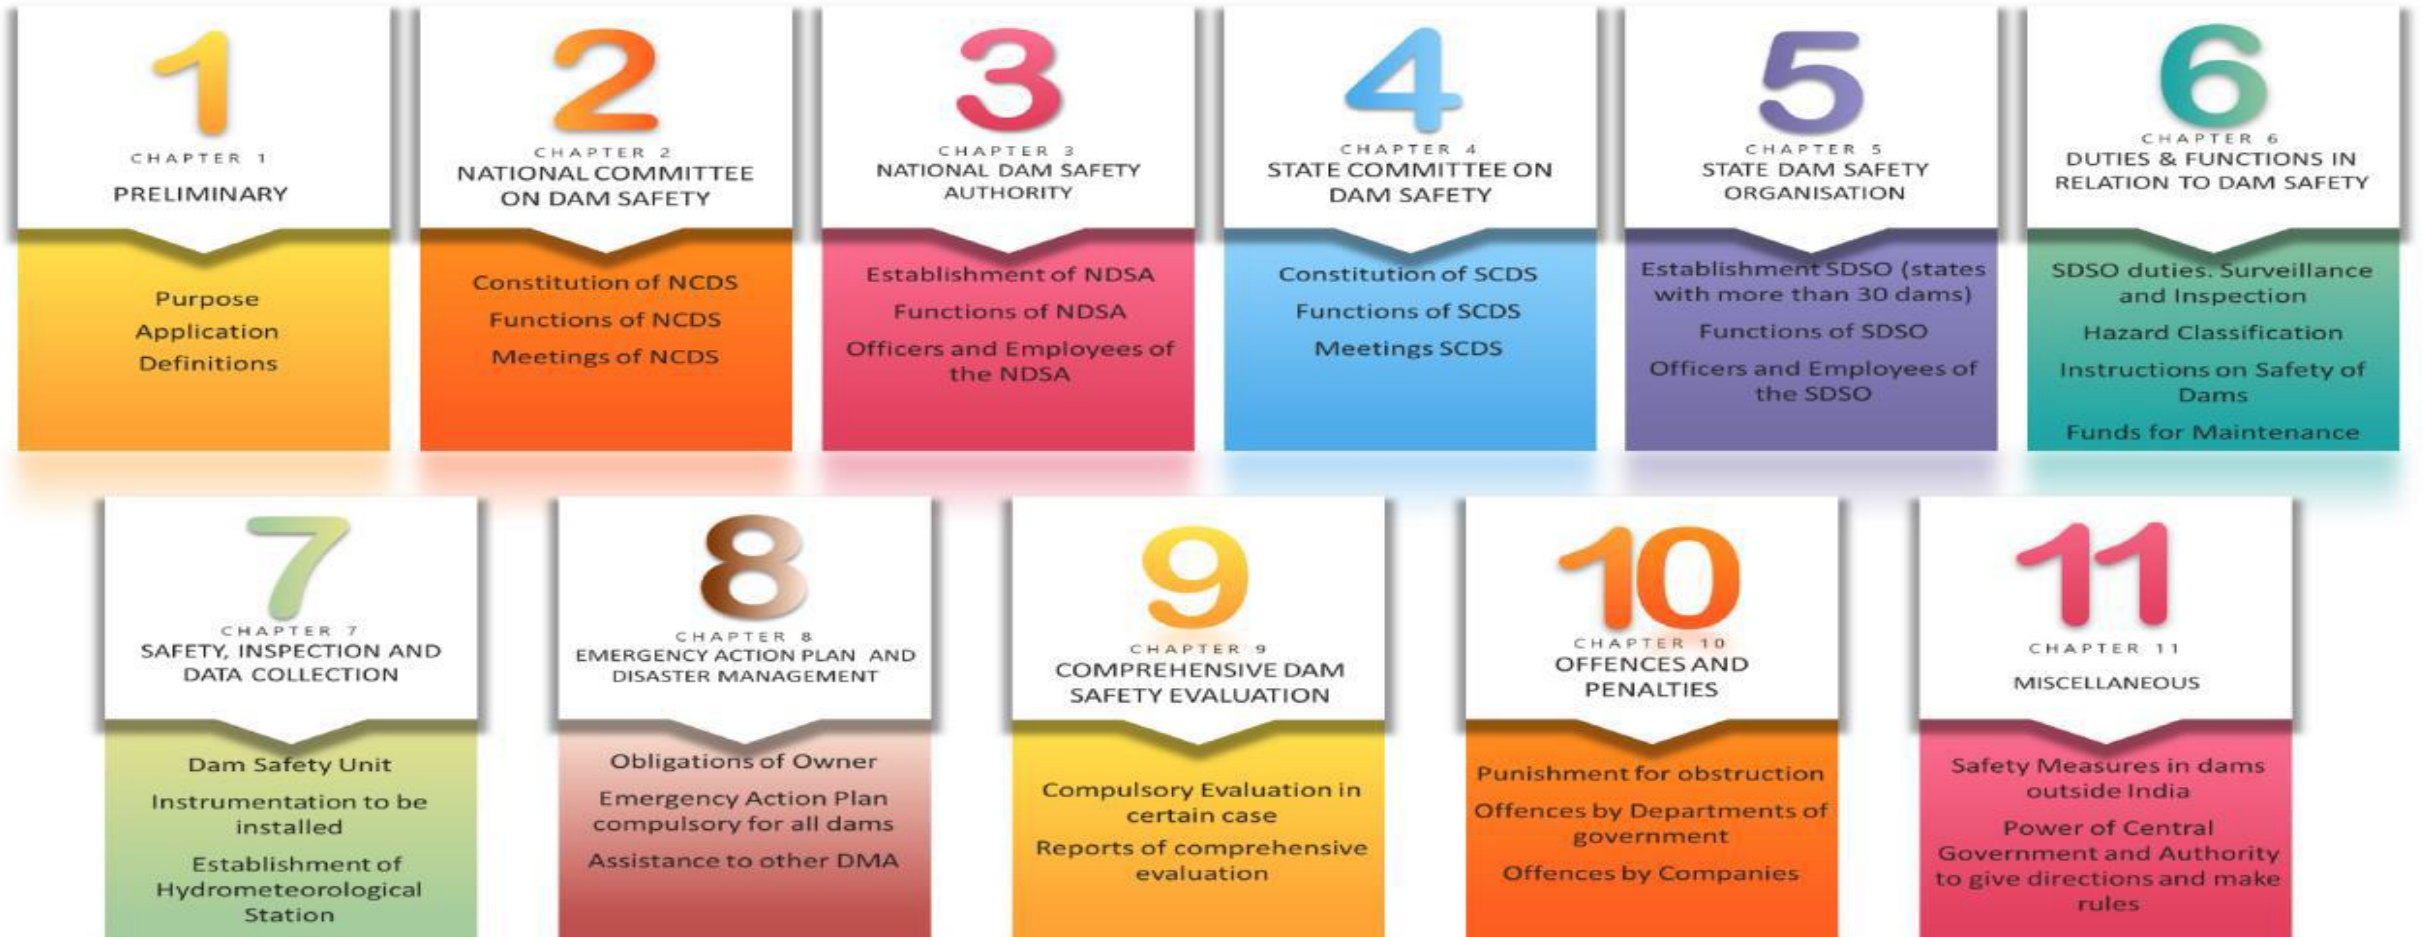 1
CHAPTER 1
PRELIMINARY
Purpose
Application
Definitions
2
CHAPTER 2
NATIONAL COMMITTEE
ON DAM SAFETY
Constitution of NCDS
Functions of NCDS
Meetings of NCDS
3
CHAPTER 3
NATIONAL DAM SAFETY
AUTHORITY
Establishment of NDSA
Functions of NDSA
Officers and Employees of
the NDSA
4
CHAPTER 4
STATE COMMITTEE ON
DAM SAFETY
Constitution of SCDS
Functions of SCDS
Meetings SCDS
5
CHAPTER 5
STATE DAM SAFETY
ORGANISATION
Establishment SDSO (states
with more than 30 dams)
Functions of SDSO
Officers and Employees of
the SDSO
6
CHAPTER 6
DUTIES & FUNCTIONS IN
RELATION TO DAM SAFETY
SDSO duties. Surveillance
and Inspection
Hazard Classification
Instructions on Safety of
Dams
Funds for Maintenance
7
CHAPTER 7
SAFETY, INSPECTION AND
DATA COLLECTION
Dam Safety Unit
Instrumentation to be
installed
Establishment of
Hydrometeorological
Station
8
CHAPTER 8
EMERGENCY ACTION PLAN AND
DISASTER MANAGEMENT
Obligations of Owner
Emergency Action Plan
compulsory for all dams
Assistance to other DMA
9
CHAPTER 9
COMPREHENSIVE DAM
SAFETY EVALUATION
Compulsory Evaluation in
certain case
Reports of comprehensive
evaluation
10
CHAPTER 10
OFFENCES AND
PENALTIES
Punishment for obstruction
Offences by Departments of
government
Offences by Companies
11
CHAPTER 11
MISCELLANEOUS
Safety Measures in dams
outside India
Power of Central
Government and Authority
to give directions and make
rules